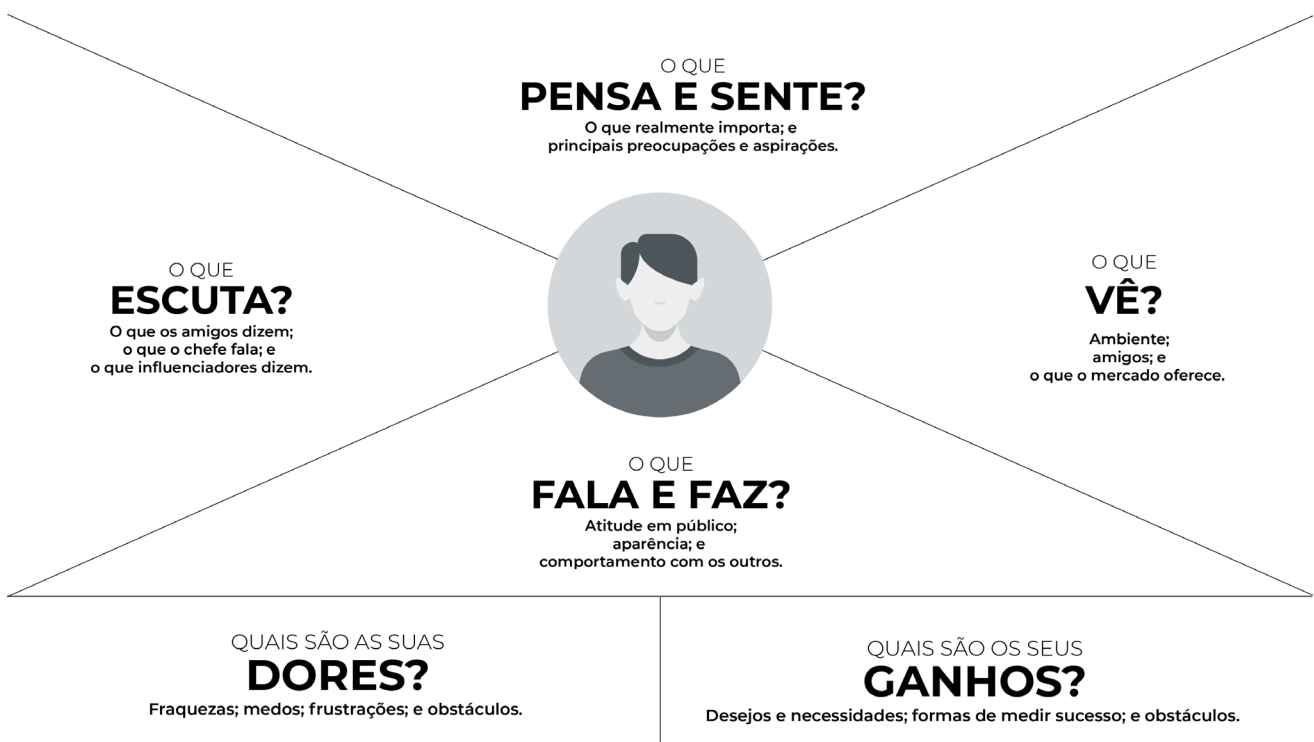 O QUE
PENSA E SENTE?
O que realmente importa; e
principais preocupações e aspirações.
O QUE
ESCUTA?
O que os amigos dizem;
o que o chefe fala; e
o que influenciadores dizem.
O QUE
VÊ?
Ambiente;
amigos; e
o que o mercado oferece.
O QUE
FALA E FAZ?
Atitude em público;
aparência; e
comportamento com os outros.
QUAIS SÃO AS SUAS
DORES?
Fraquezas; medos; frustrações; e obstáculos.
QUAIS SÃO OS SEUS
GANHOS?
Desejos e necessidades; formas de medir sucesso; e obstáculos.